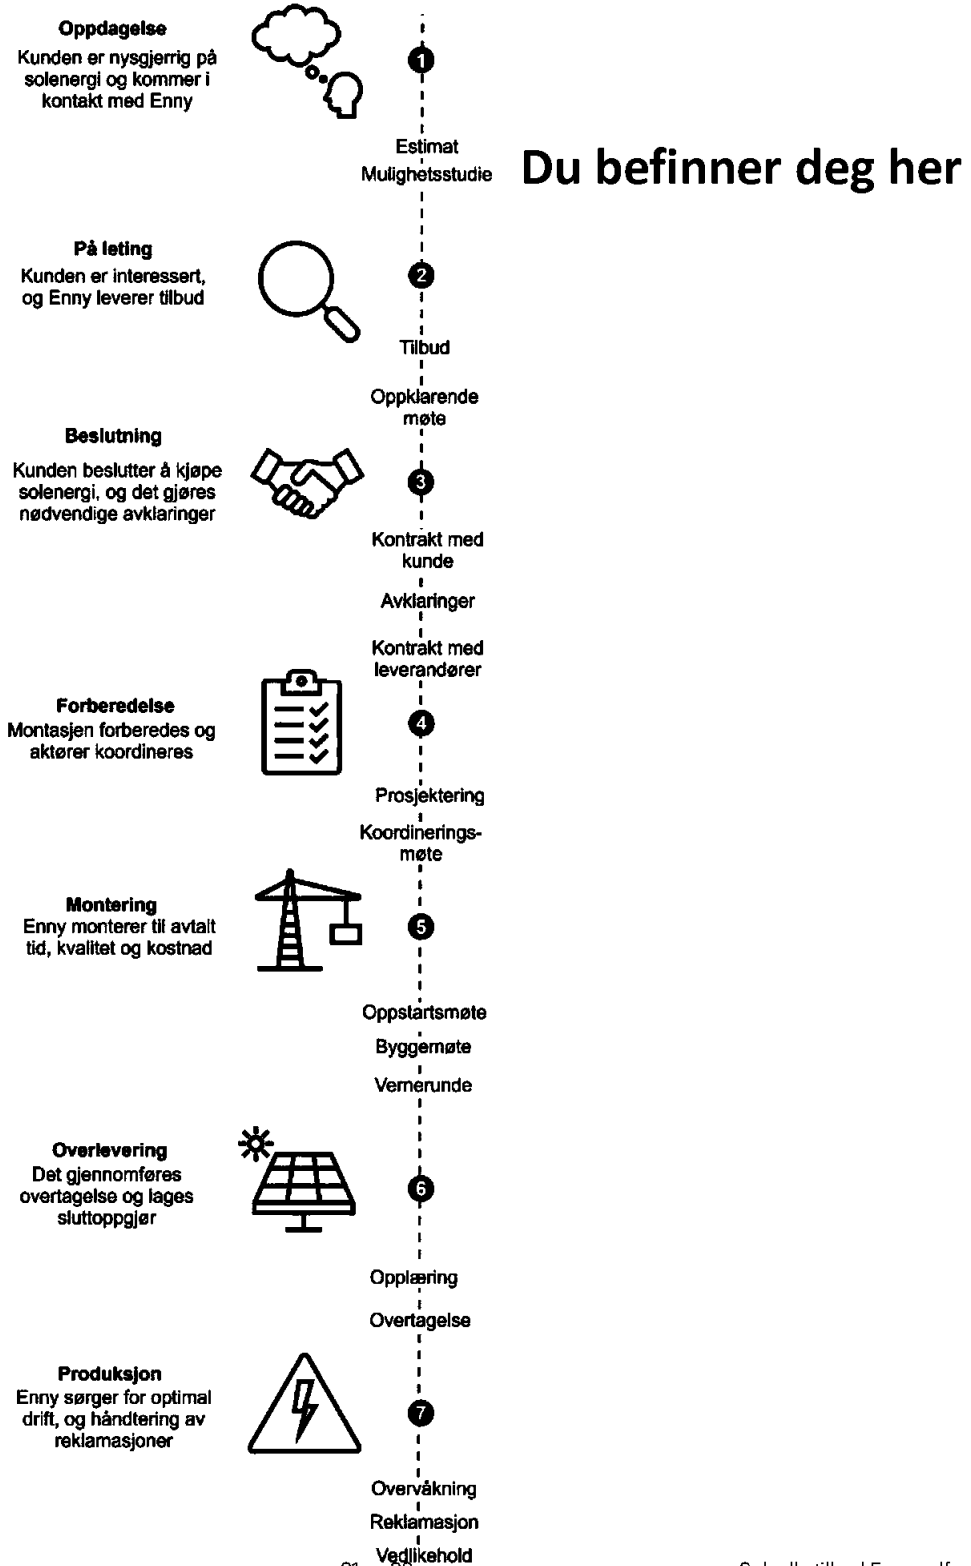 Oppdagelse
Kunden er nysgjerrig på
solenergi og kommer i
kontakt med Enny
1
Estimat
Mulighetsstudie
Du befinner deg her
På leting
Kunden er interessert,
og Enny leverer tilbud
2
Tilbud
Oppklarende
møte
Beslutning
Kunden beslutter å kjøpe
solenergi, og det gjøres
nødvendige avklaringer
3
Kontrakt med
kunde
Avklaringer
Kontrakt med
leverandører
Forberedelse
Montasjen forberedes og
aktører koordineres
4
Prosjektering
Koordinerings-
møte
Montering
Enny monterer til avtalt
tid, kvalitet og kostnad
5
Oppstartsmøte
Byggemøte
Vernerunde
Overlevering
Det gjennomføres
overtagelse og lages
sluttoppgjør
6
Opplæring
Overtagelse
Produksjon
Enny sørger for optimal
drift, og håndtering av
reklamasjoner
7
Overvåkning
Reklamasjon
Vedlikehold